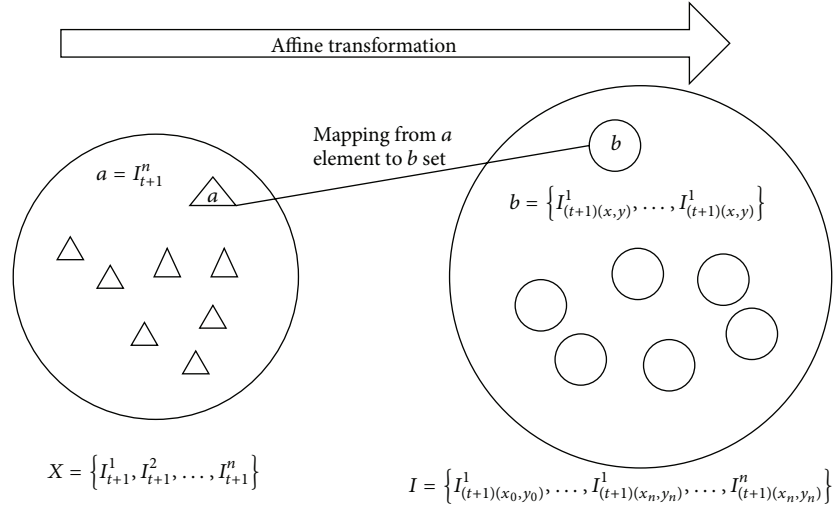 Affine transformation
Mapping from a
element to b set
a = I^n_{t+1}
a
b
b = {I^1_{(t+1)(x,y)}, ..., I^1_{(t+1)(x,y)}}
X = {I^1_{t+1}, I^2_{t+1}, ..., I^n_{t+1}}
I = {I^1_{(t+1)(x_0,y_0)}, ..., I^1_{(t+1)(x_n,y_n)}, ..., I^n_{(t+1)(x_n,y_n)}}